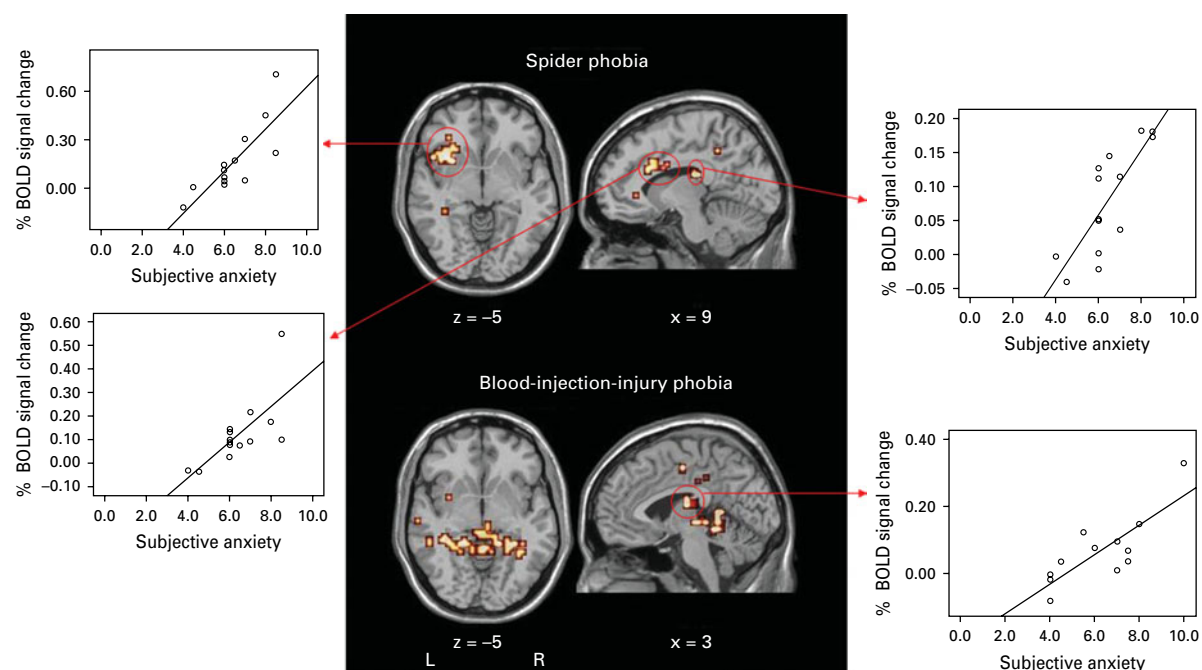 % BOLD signal change
0.60
0.30
0.00
0.0 2.0 4.0 6.0 8.0 10.0
Subjective anxiety
% BOLD signal change
0.60
0.50
0.40
0.30
0.20
0.10
0.00
−0.10
0.0 2.0 4.0 6.0 8.0 10.0
Subjective anxiety
Spider phobia
z = −5 x = 9
Blood-injection-injury phobia
z = −5 x = 3
L R
% BOLD signal change
0.20
0.15
0.10
0.05
0.00
−0.05
0.0 2.0 4.0 6.0 8.0 10.0
Subjective anxiety
% BOLD signal change
0.40
0.20
0.00
0.0 2.0 4.0 6.0 8.0 10.0
Subjective anxiety